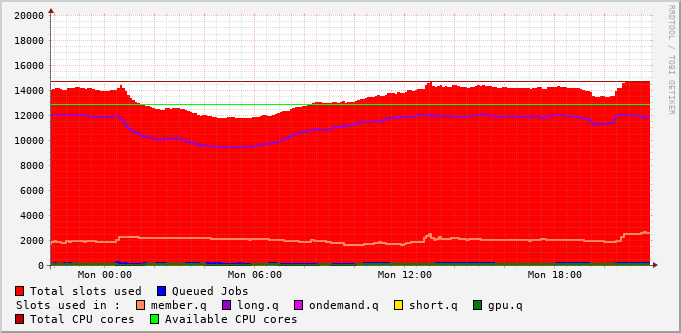 20000
18000
16000
14000
12000
10000
8000
6000
4000
2000
0
Mon 00:00 Mon 06:00 Mon 12:00 Mon 18:00
RRDTOOL / TOBI OETIKER
Total slots used Queued Jobs
Slots used in : member.q long.q ondemand.q short.q gpu.q
Total CPU cores Available CPU cores